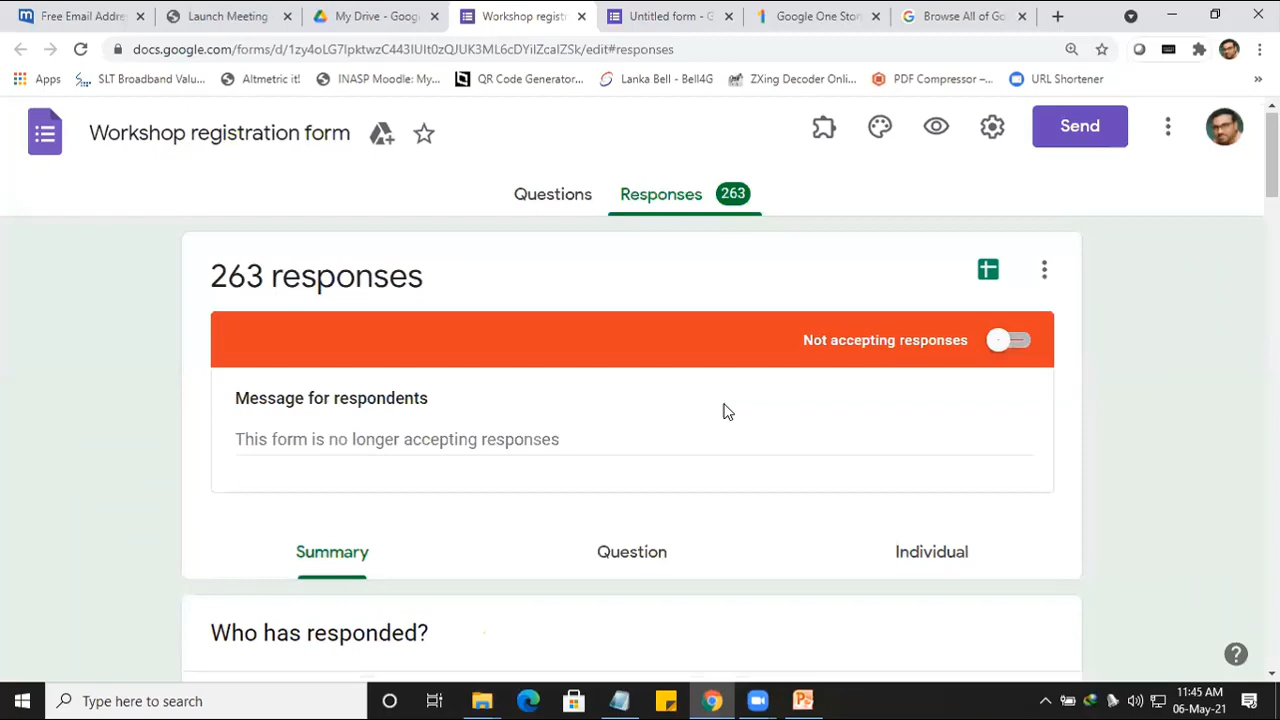 Free Email Addre
Launch Meeting
My Drive - Goog
Workshop registr
Untitled form - G
Google One Stor
Browse All of Go
docs.google.com/forms/d/1zy4oLG7lpktwzC443lUIt0zQJUK3ML6cDYiIZcaIZSk/edit#responses
Apps
SLT Broadband Valu...
Altmetric it!
INASP Moodle: My...
QR Code Generator...
Lanka Bell - Bell4G
ZXing Decoder Onli...
PDF Compressor –...
URL Shortener
»
Workshop registration form
Send
Questions
Responses 263
263 responses
Not accepting responses
Message for respondents
This form is no longer accepting responses
Summary
Question
Individual
Who has responded?
Type here to search
11:45 AM
06-May-21